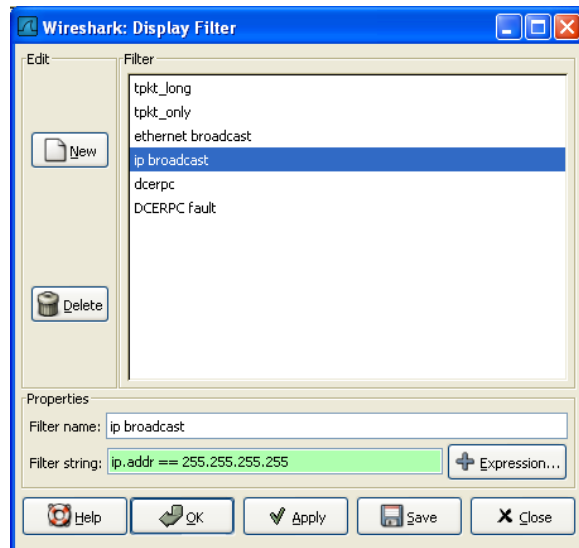 Wireshark: Display Filter
Edit
Filter
tpkt_long
tpkt_only
ethernet broadcast
ip broadcast
dcerpc
DCERPC fault
New
Delete
Properties
Filter name: ip broadcast
Filter string: ip.addr == 255.255.255.255 Expression...
Help OK Apply Save Close